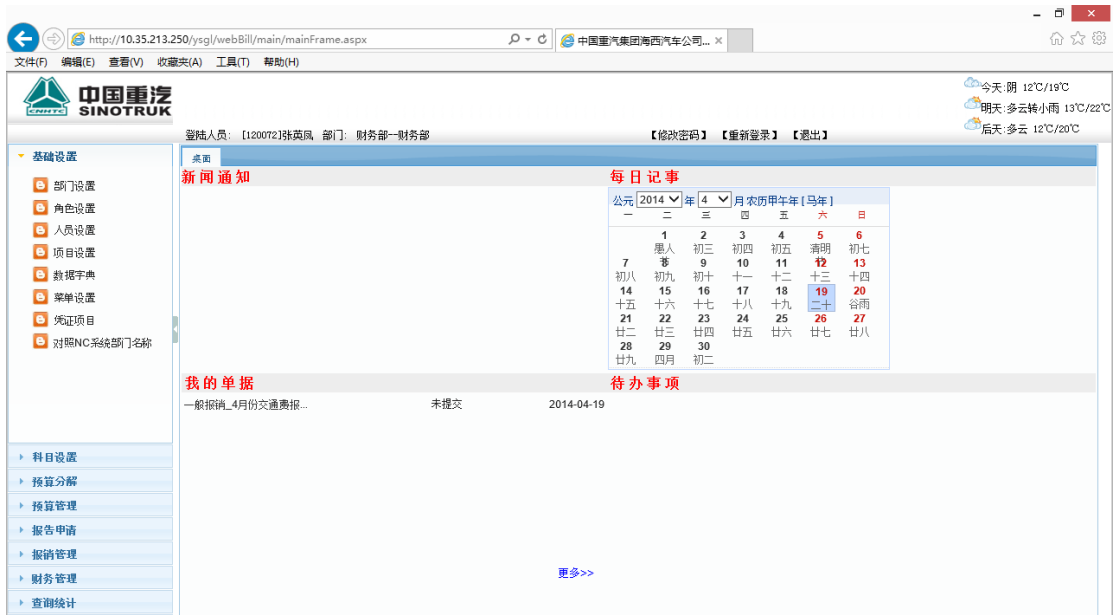 http://10.35.213.250/ysgl/webBill/main/mainFrame.aspx
中国重汽集团海西汽车公司...
文件(F) 编辑(E) 查看(V) 收藏夹(A) 工具(T) 帮助(H)
中国重汽
CNHTC SINOTRUK
今天:阴 12℃/19℃
明天:多云转小雨 13℃/22℃
后天:多云 12℃/20℃
登陆人员: [120072]张英凤 部门: 财务部--财务部 【修改密码】 【重新登录】 【退出】
基础设置
部门设置
角色设置
人员设置
项目设置
数据字典
菜单设置
凭证项目
对照NC系统部门名称
科目设置
预算分解
预算管理
报告申请
报销管理
财务管理
查询统计
桌面
新闻通知
每日记事
公元 2014 年 4 月 农历甲午年 [马年]
一 二 三 四 五 六 日
1 2 3 4 5 6
愚人节 初三 初四 初五 清明节 初七
7 8 9 10 11 12 13
初八 初九 初十 十一 十二 十三 十四
14 15 16 17 18 19 20
十五 十六 十七 十八 十九 二十 谷雨
21 22 23 24 25 26 27
廿二 廿三 廿四 廿五 廿六 廿七 廿八
28 29 30
廿九 四月 初二
我的单据
一般报销_4月份交通费报... 未提交 2014-04-19
更多>>
待办事项